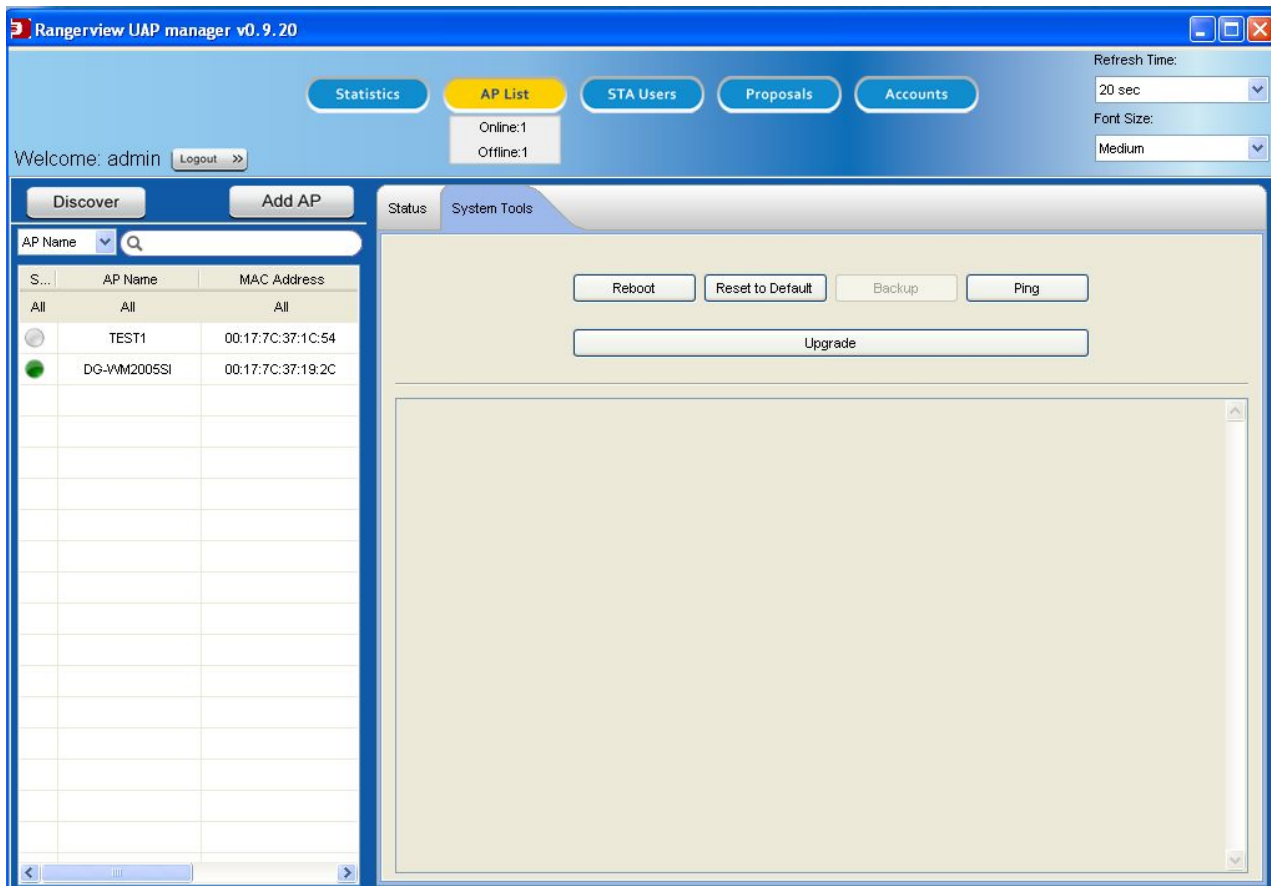 Rangerview UAP manager v0.9.20
Refresh Time:
20 sec
Font Size:
Medium
Statistics AP List STA Users Proposals Accounts
Online:1
Offline:1
Welcome: admin Logout >>
Discover Add AP
AP Name
S... AP Name MAC Address
All All All
TEST1 00:17:7C:37:1C:54
DG-WM2005SI 00:17:7C:37:19:2C
Status System Tools
Reboot Reset to Default Backup Ping
Upgrade